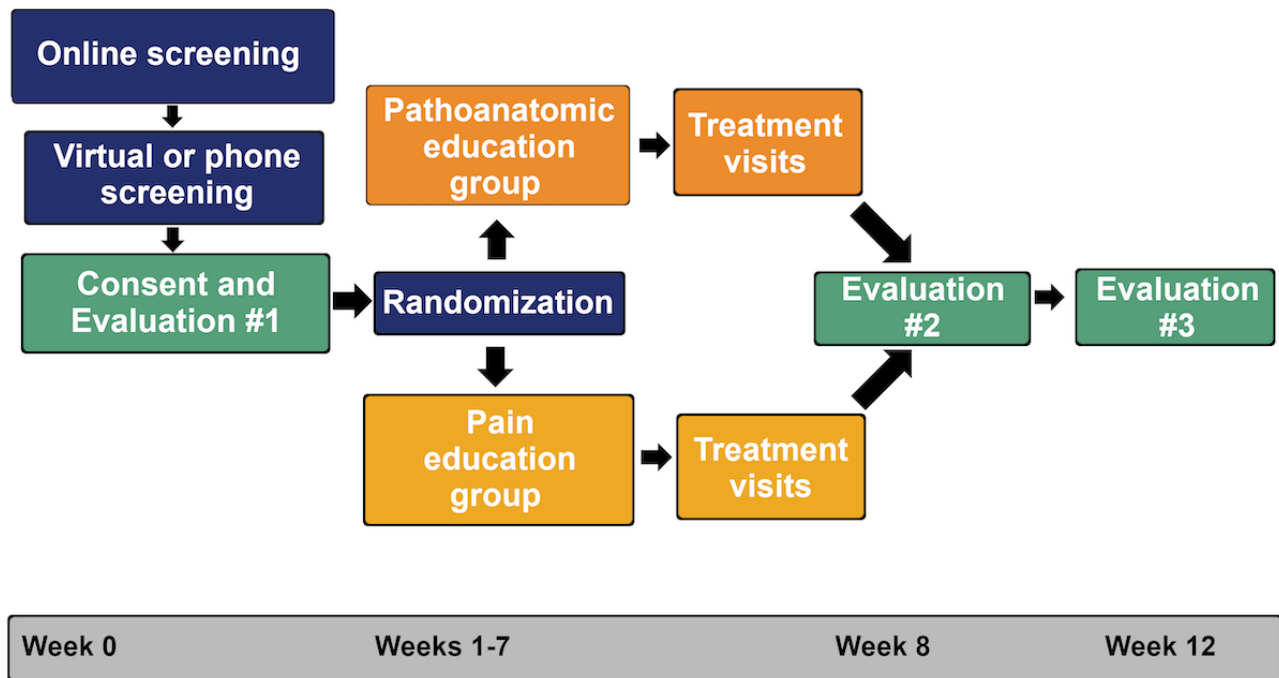 Online screening
Virtual or phone
screening
Consent and
Evaluation #1
Randomization
Pathoanatomic
education
group
Treatment
visits
Pain
education
group
Treatment
visits
Evaluation
#2
Evaluation
#3
Week 0
Weeks 1-7
Week 8
Week 12